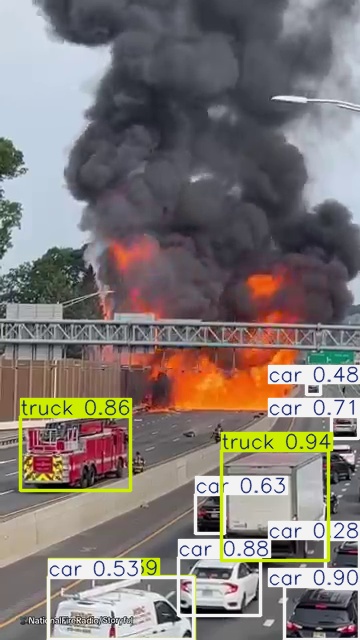 car 0.48
car 0.71
truck 0.86
truck 0.94
car 0.63
car 0.28
car 0.88
car 0.53
car 0.90
@NationalFireRadio/Storyful